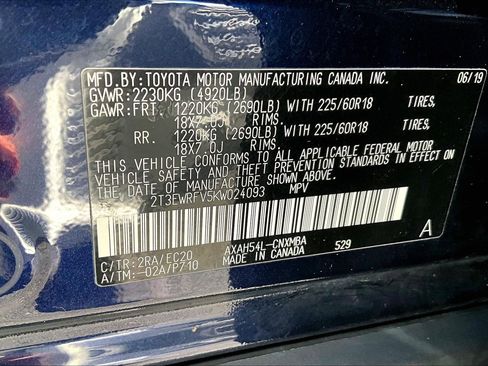 MFD.BY:TOYOTA MOTOR MANUFACTURING CANADA INC. 06/19
GVWR:2230KG (4920LB)
GAWR:FRT. 1220KG (2690LB) WITH 225/60R18 TIRES,
18X7.0J RIMS.
RR. 1220KG (2690LB) WITH 225/60R18 TIRES,
18X7.0J RIMS.
THIS VEHICLE CONFORMS TO ALL APPLICABLE FEDERAL MOTOR
VEHICLE SAFETY AND THEFT PREVENTION STANDARDS IN EFFECT ON
THE DATE OF MANUFACTURE
2T3EWRFV5KW024093 MPV
C/TR:2RA/EC20 AXAH54L-CNXMBA A
A/TM:-02A/P710 MADE IN CANADA 529